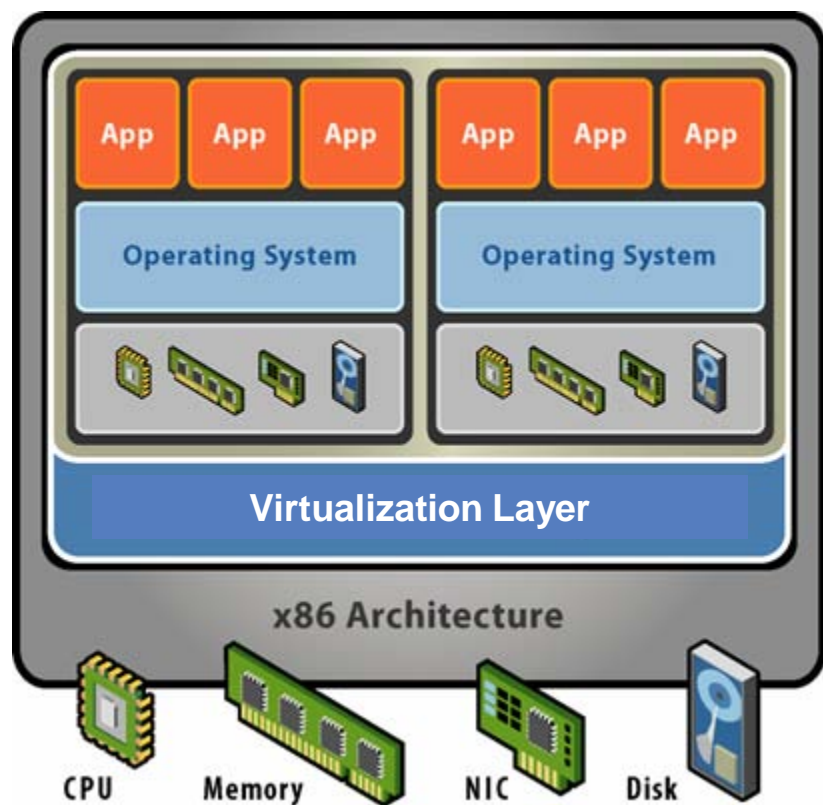 App App App App App App
Operating System Operating System
Virtualization Layer
x86 Architecture
CPU Memory NIC Disk